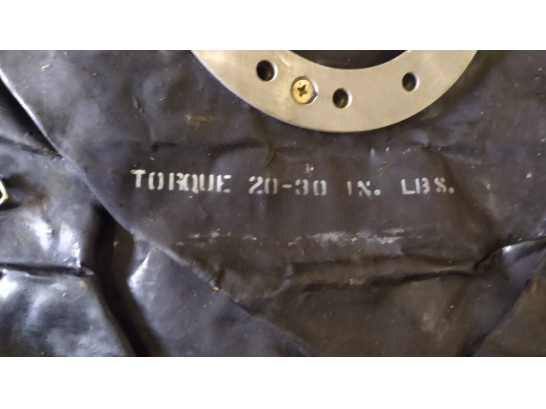 TORQUE 20-30 IN. LBS.